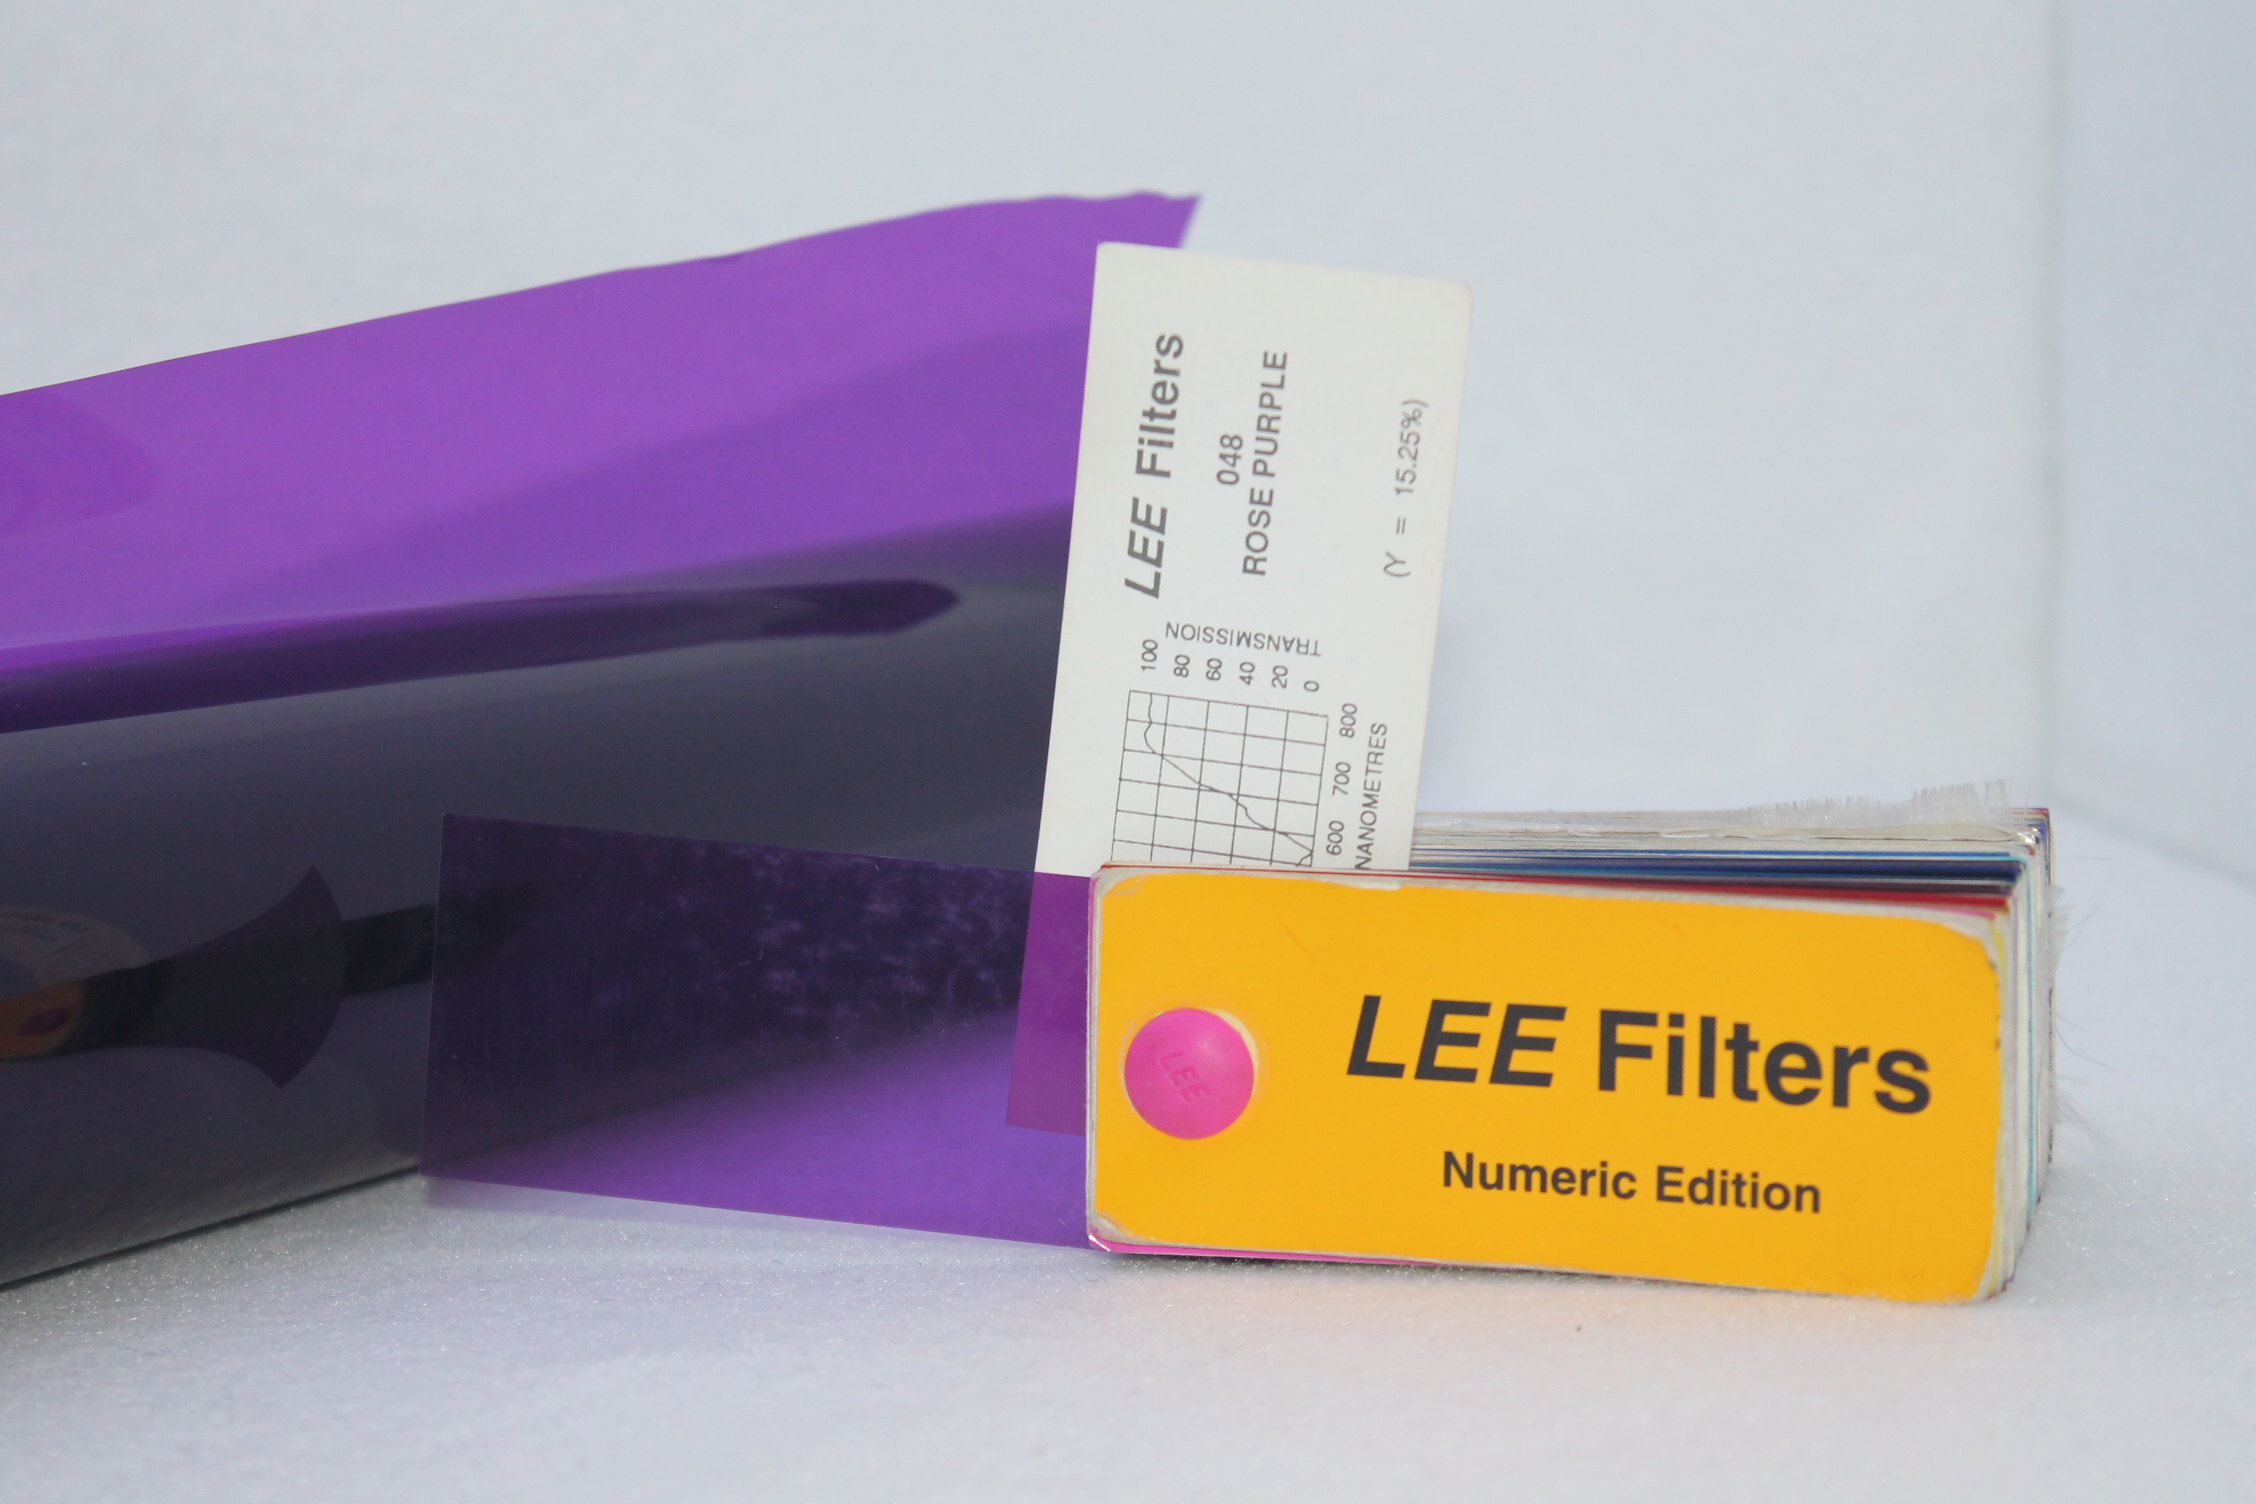 LEE Filters
048
ROSE PURPLE
(Y = 15.25%)
TRANSMISSION
100
80
60
40
20
0
600 700 800
NANOMETRES
LEE
LEE Filters
Numeric Edition